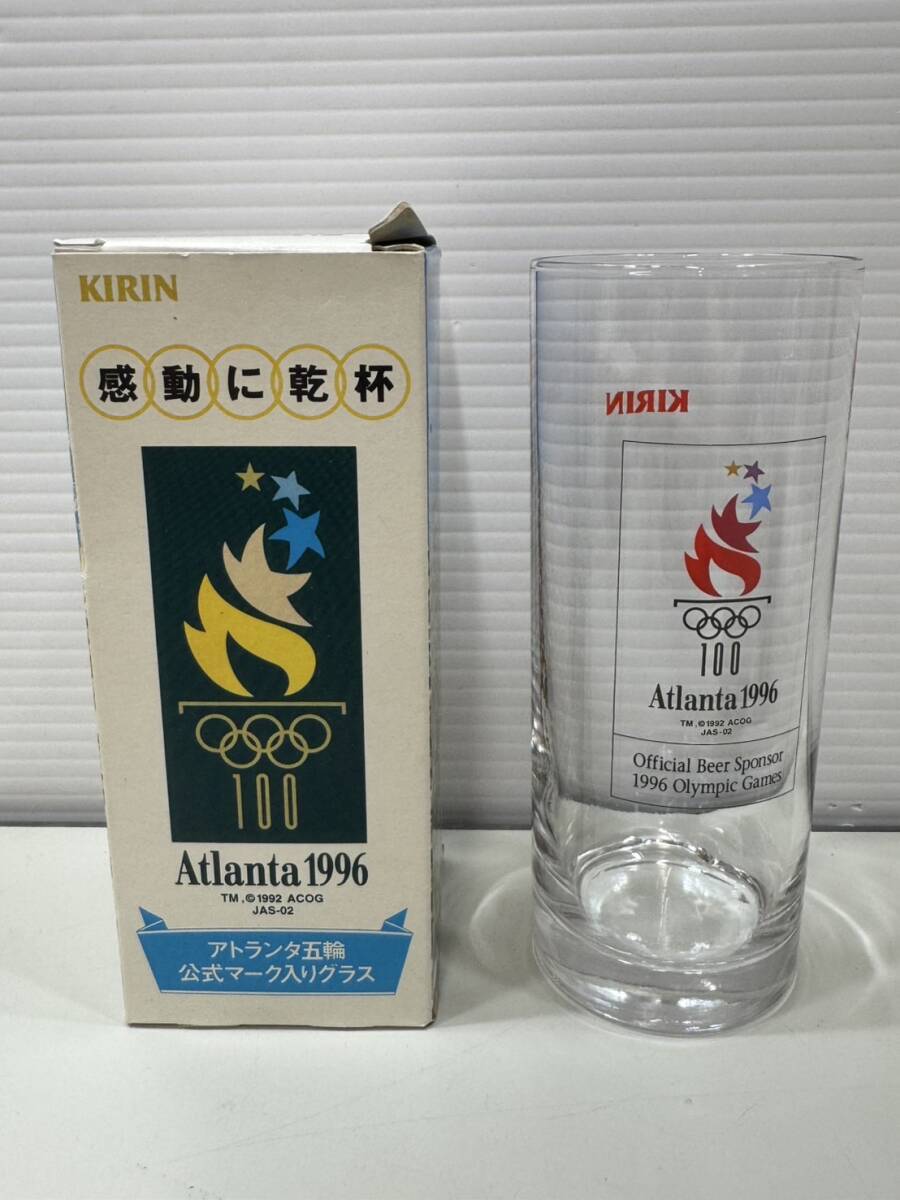 KIRIN
感動に乾杯
100
Atlanta 1996
TM,©1992 ACOG
JAS-02
アトランタ五輪
公式マーク入りグラス
KIRIN
100
Atlanta 1996
TM,©1992 ACOG
JAS-02
Official Beer Sponsor
1996 Olympic Games